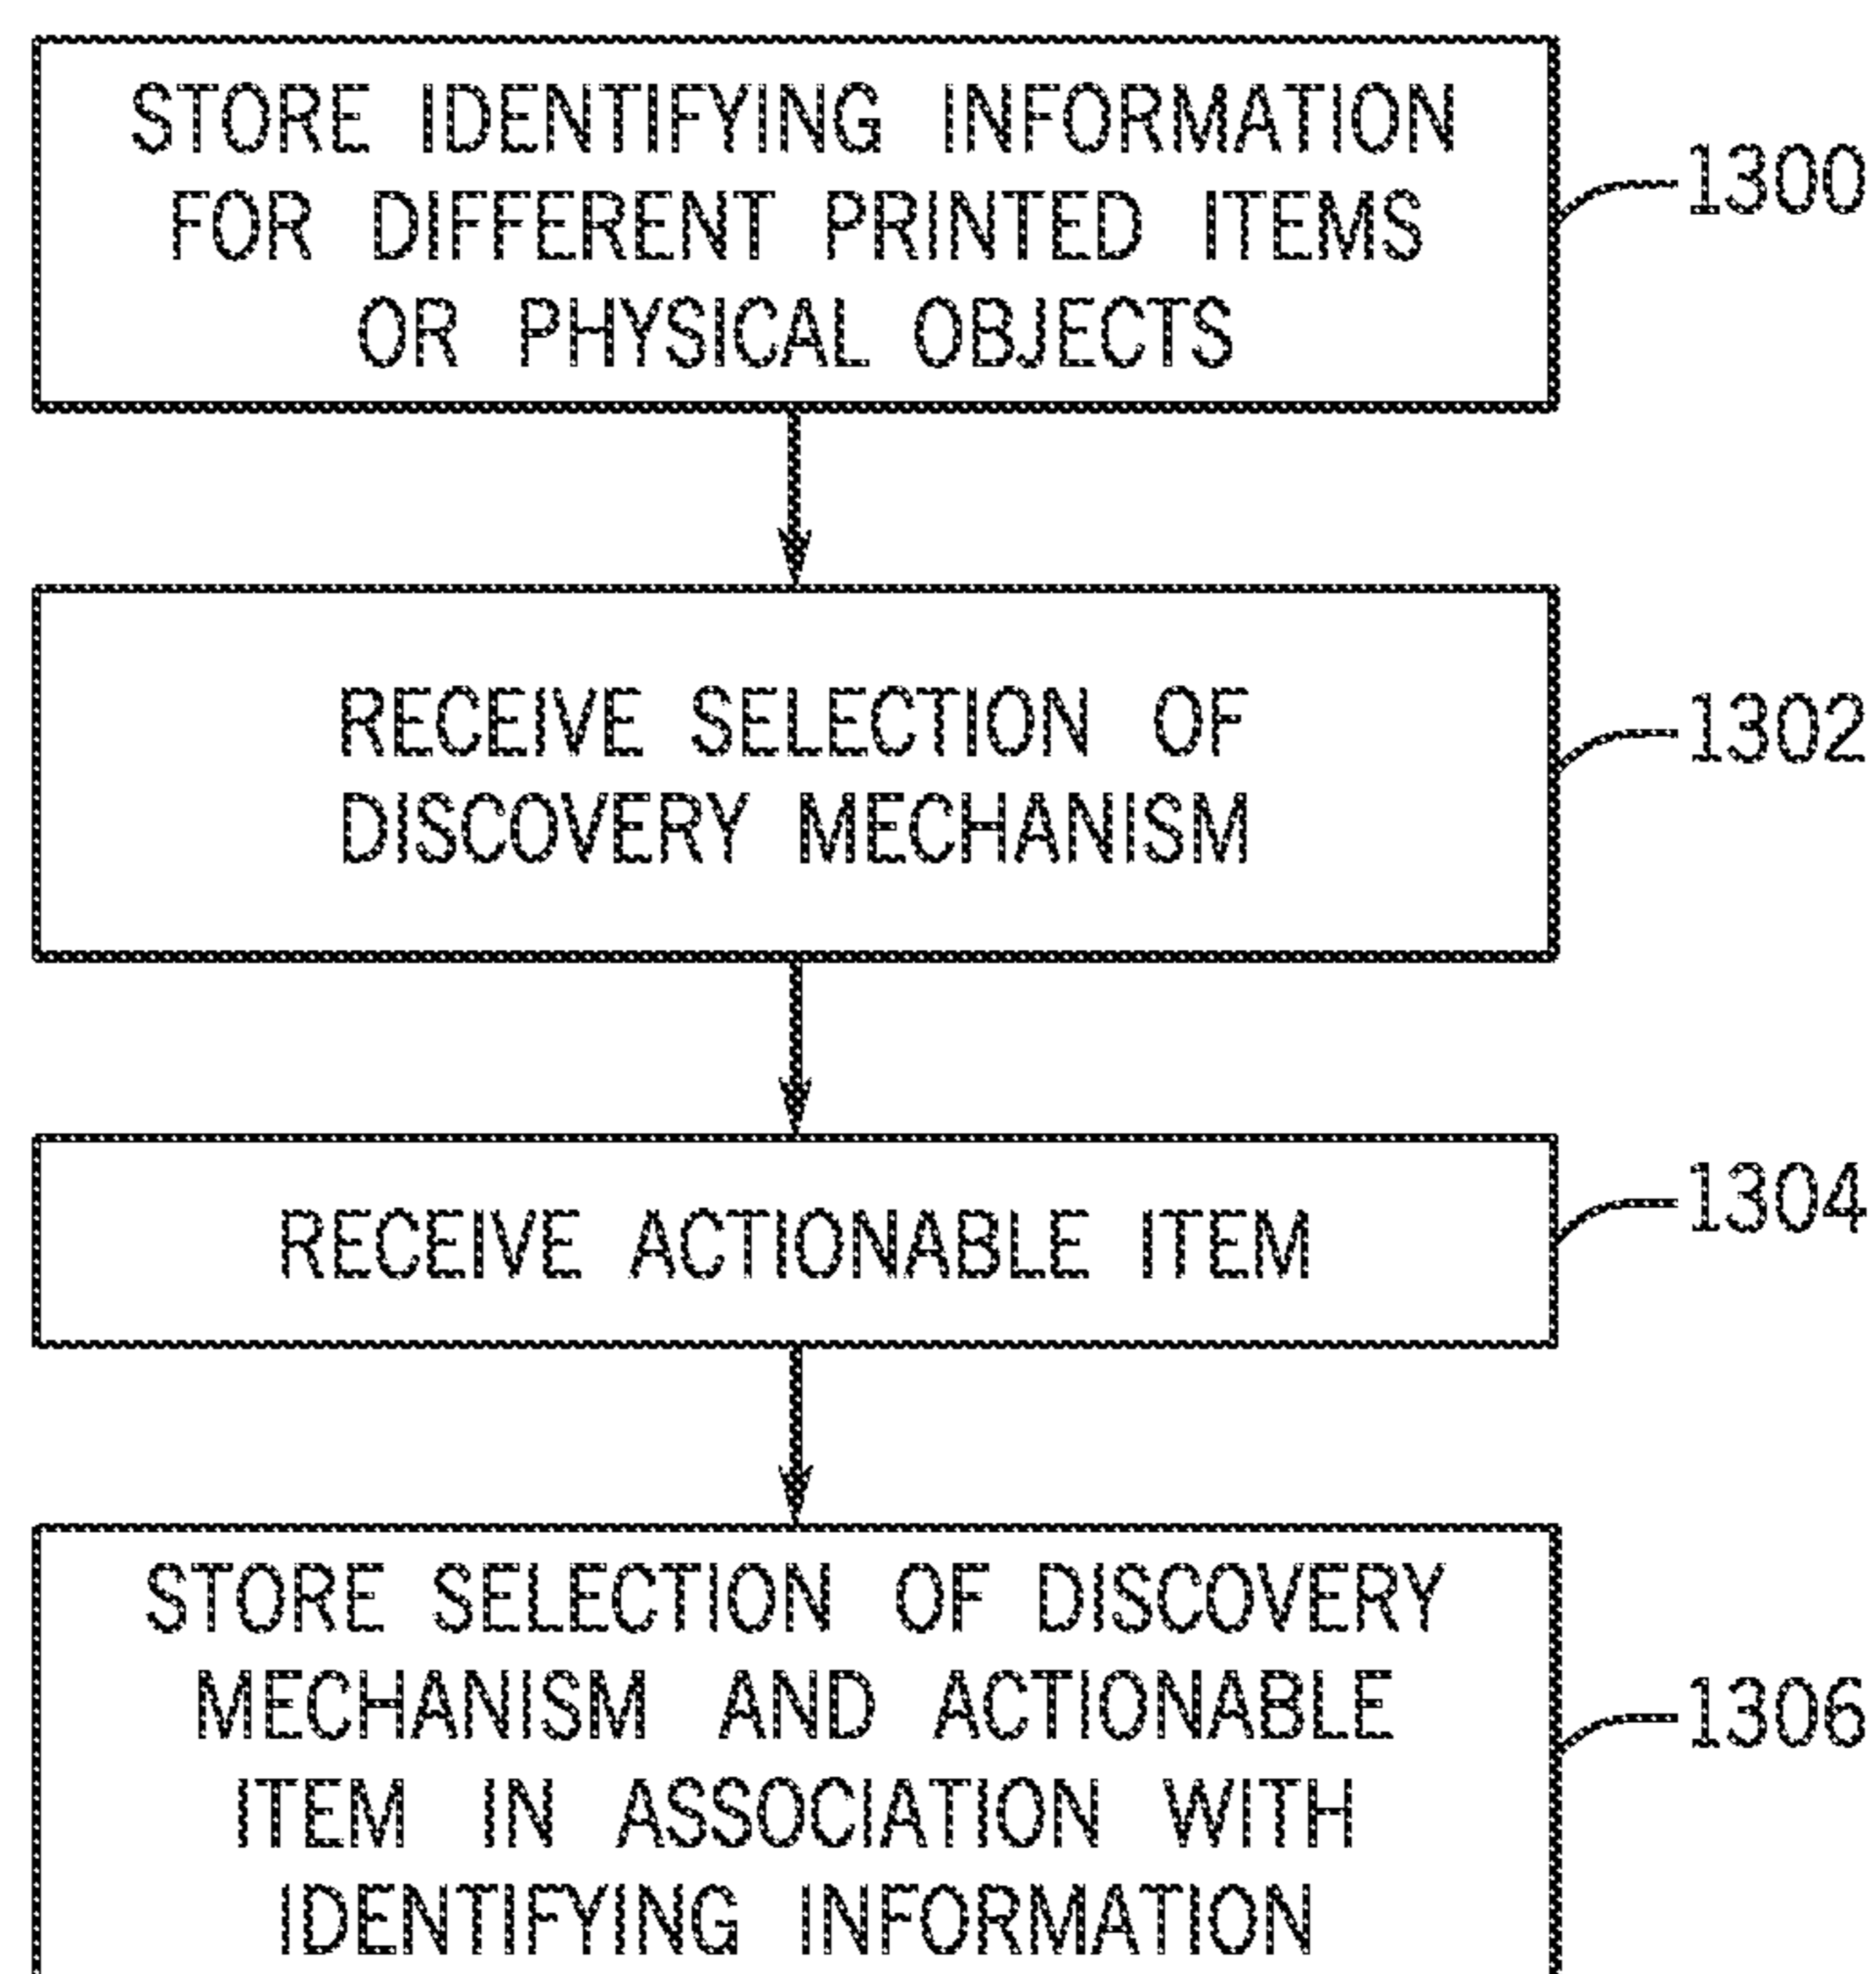 STORE IDENTIFYING INFORMATION
FOR DIFFERENT PRINTED ITEMS
OR PHYSICAL OBJECTS
1300
RECEIVE SELECTION OF
DISCOVERY MECHANISM
1302
RECEIVE ACTIONABLE ITEM
1304
STORE SELECTION OF DISCOVERY
MECHANISM AND ACTIONABLE
ITEM IN ASSOCIATION WITH
IDENTIFYING INFORMATION
1306